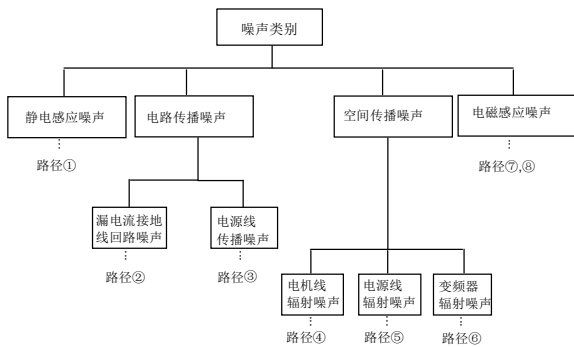 噪声类别
静电感应噪声
电路传播噪声
空间传播噪声
电磁感应噪声
路径①
路径⑦,⑧
漏电流接地
线回路噪声
电源线
传播噪声
路径②
路径③
电机线
辐射噪声
电源线
辐射噪声
变频器
辐射噪声
路径④
路径⑤
路径⑥